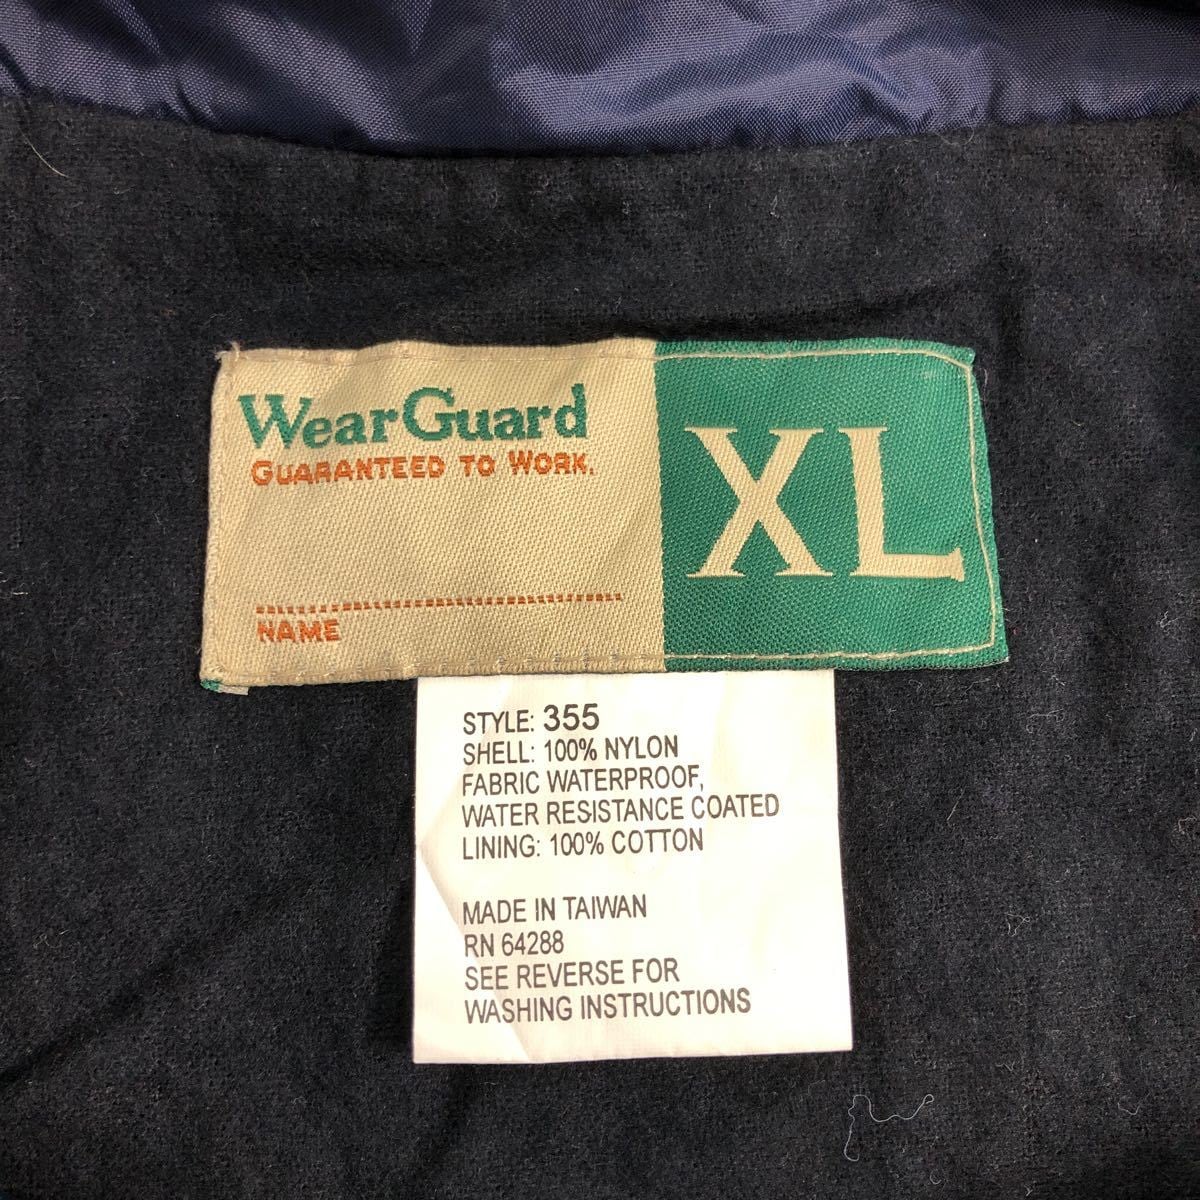 WearGuard
GUARANTEED TO WORK.
XL
NAME
STYLE: 355
SHELL: 100% NYLON
FABRIC WATERPROOF,
WATER RESISTANCE COATED
LINING: 100% COTTON
MADE IN TAIWAN
RN 64288
SEE REVERSE FOR
WASHING INSTRUCTIONS